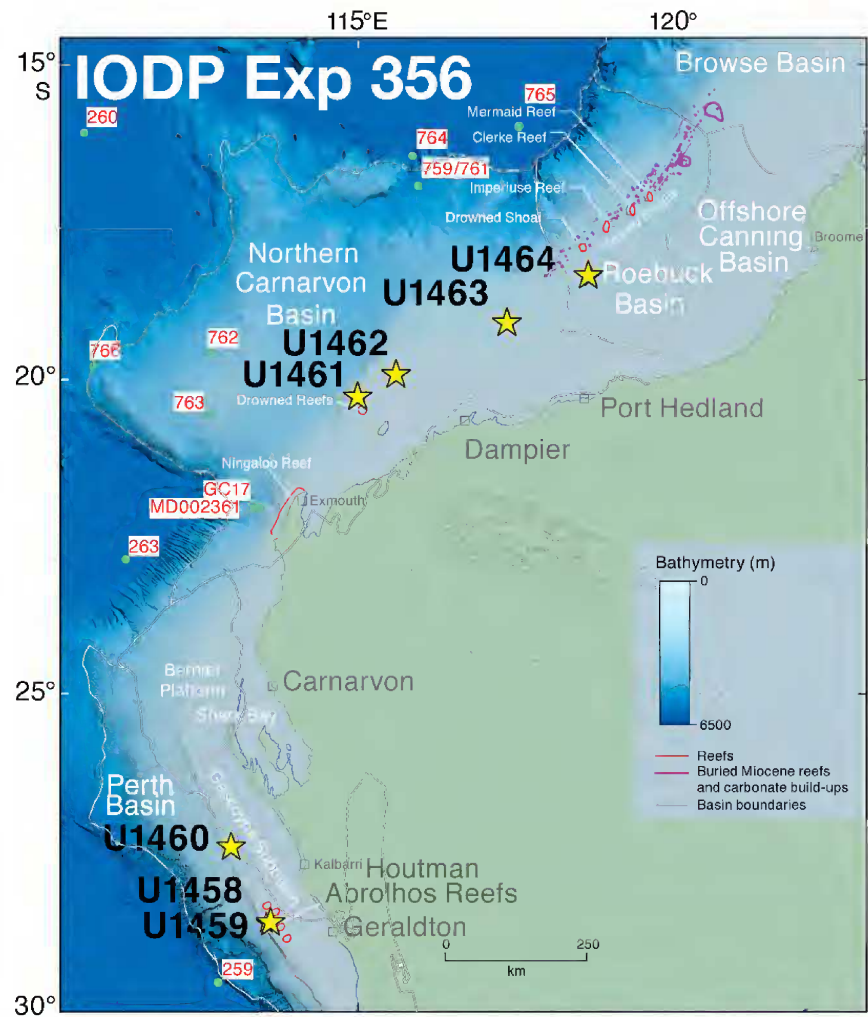 115°E
120°
15°
S
IODP Exp 356
Browse Basin
260
765
Mermaid Reef
764
Clerke Reef
759/761
Imperiuse Reef
Drowned Shoal
Offshore
Canning
Basin
Broome
Northern
Carnarvon
Basin
U1464
Roebuck
Basin
U1463
762
766
U1462
20°
U1461
763
Drowned Reefs
Port Hedland
Dampier
Ningaloo Reef
GC17
MD002361
Exmouth
263
Bathymetry (m)
0
6500
Reefs
Buried Miocene reefs
and carbonate build-ups
Basin boundaries
25°
Bernier
Platform
Carnarvon
Shark Bay
Perth
Basin
U1460
Kalbarri
Houtman
Abrolhos Reefs
U1458
U1459
Geraldton
0
250
km
259
30°